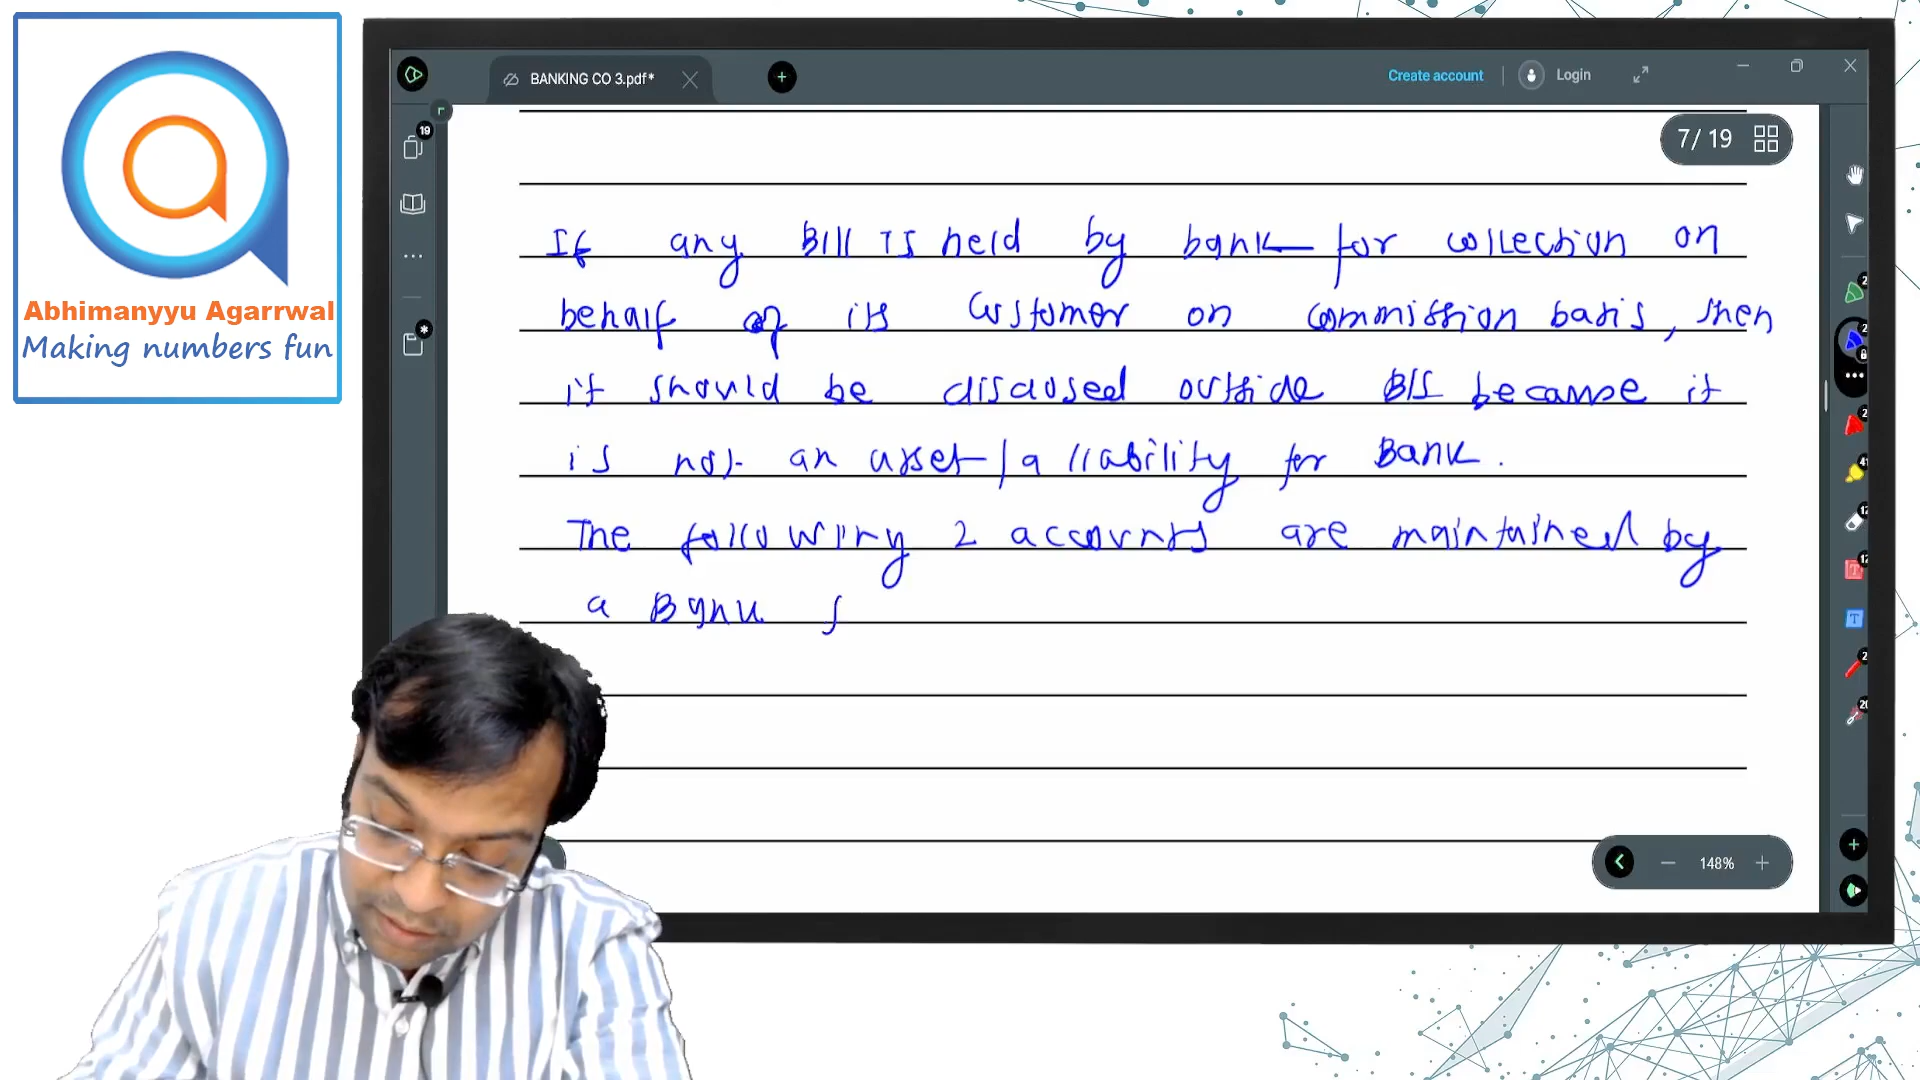 BANKING CO 3.pdf*
Create account
Login
19
7/ 19
If any Bill is held by bank for collection on
behalf of its customer on commission basis, then
it should be disclosed outside B/S because it
is not an asset/a liability for Bank.
The following 2 accounts are maintained by
a Bank f
Abhimanyyu Agarrwal
Making numbers fun
148%